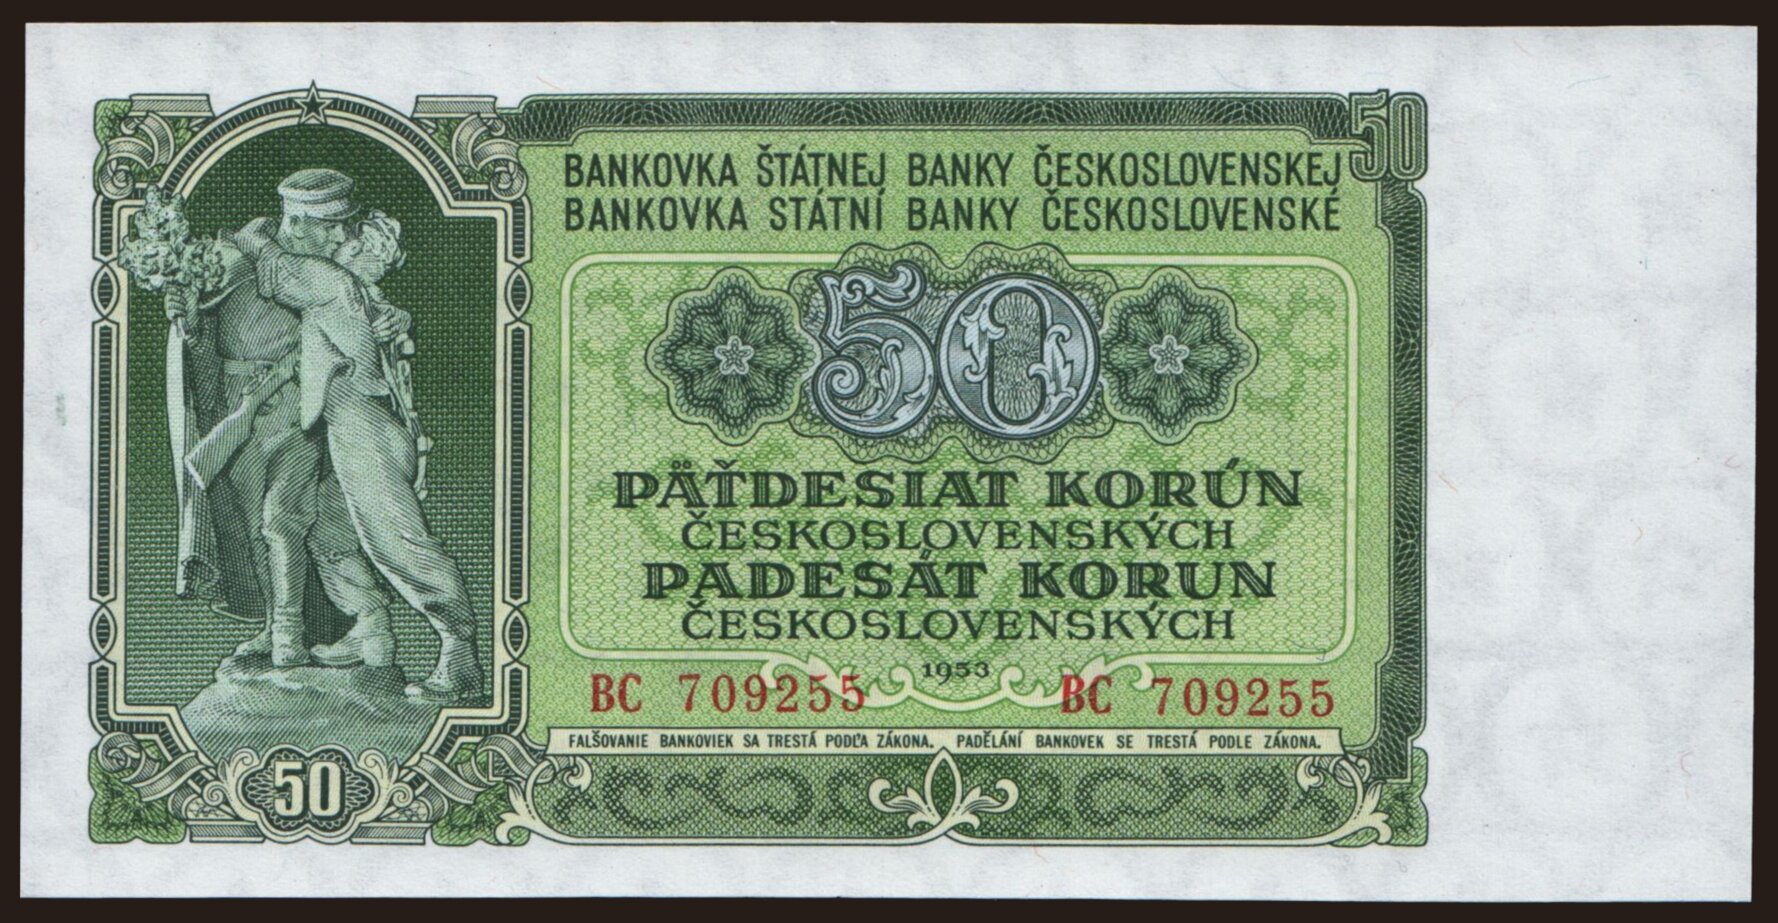 50
BANKOVKA ŠTÁTNEJ BANKY ČESKOSLOVENSKEJ
BANKOVKA STÁTNÍ BANKY ČESKOSLOVENSKÉ
50
PÄŤDESIAT KORÚN
ČESKOSLOVENSKÝCH
PADESÁT KORUN
ČESKOSLOVENSKÝCH
1953
BC 709255 BC 709255
FALŠOVANIE BANKOVIEK SA TRESTÁ PODĽA ZÁKONA. PADĚLÁNÍ BANKOVEK SE TRESTÁ PODLE ZÁKONA.
50